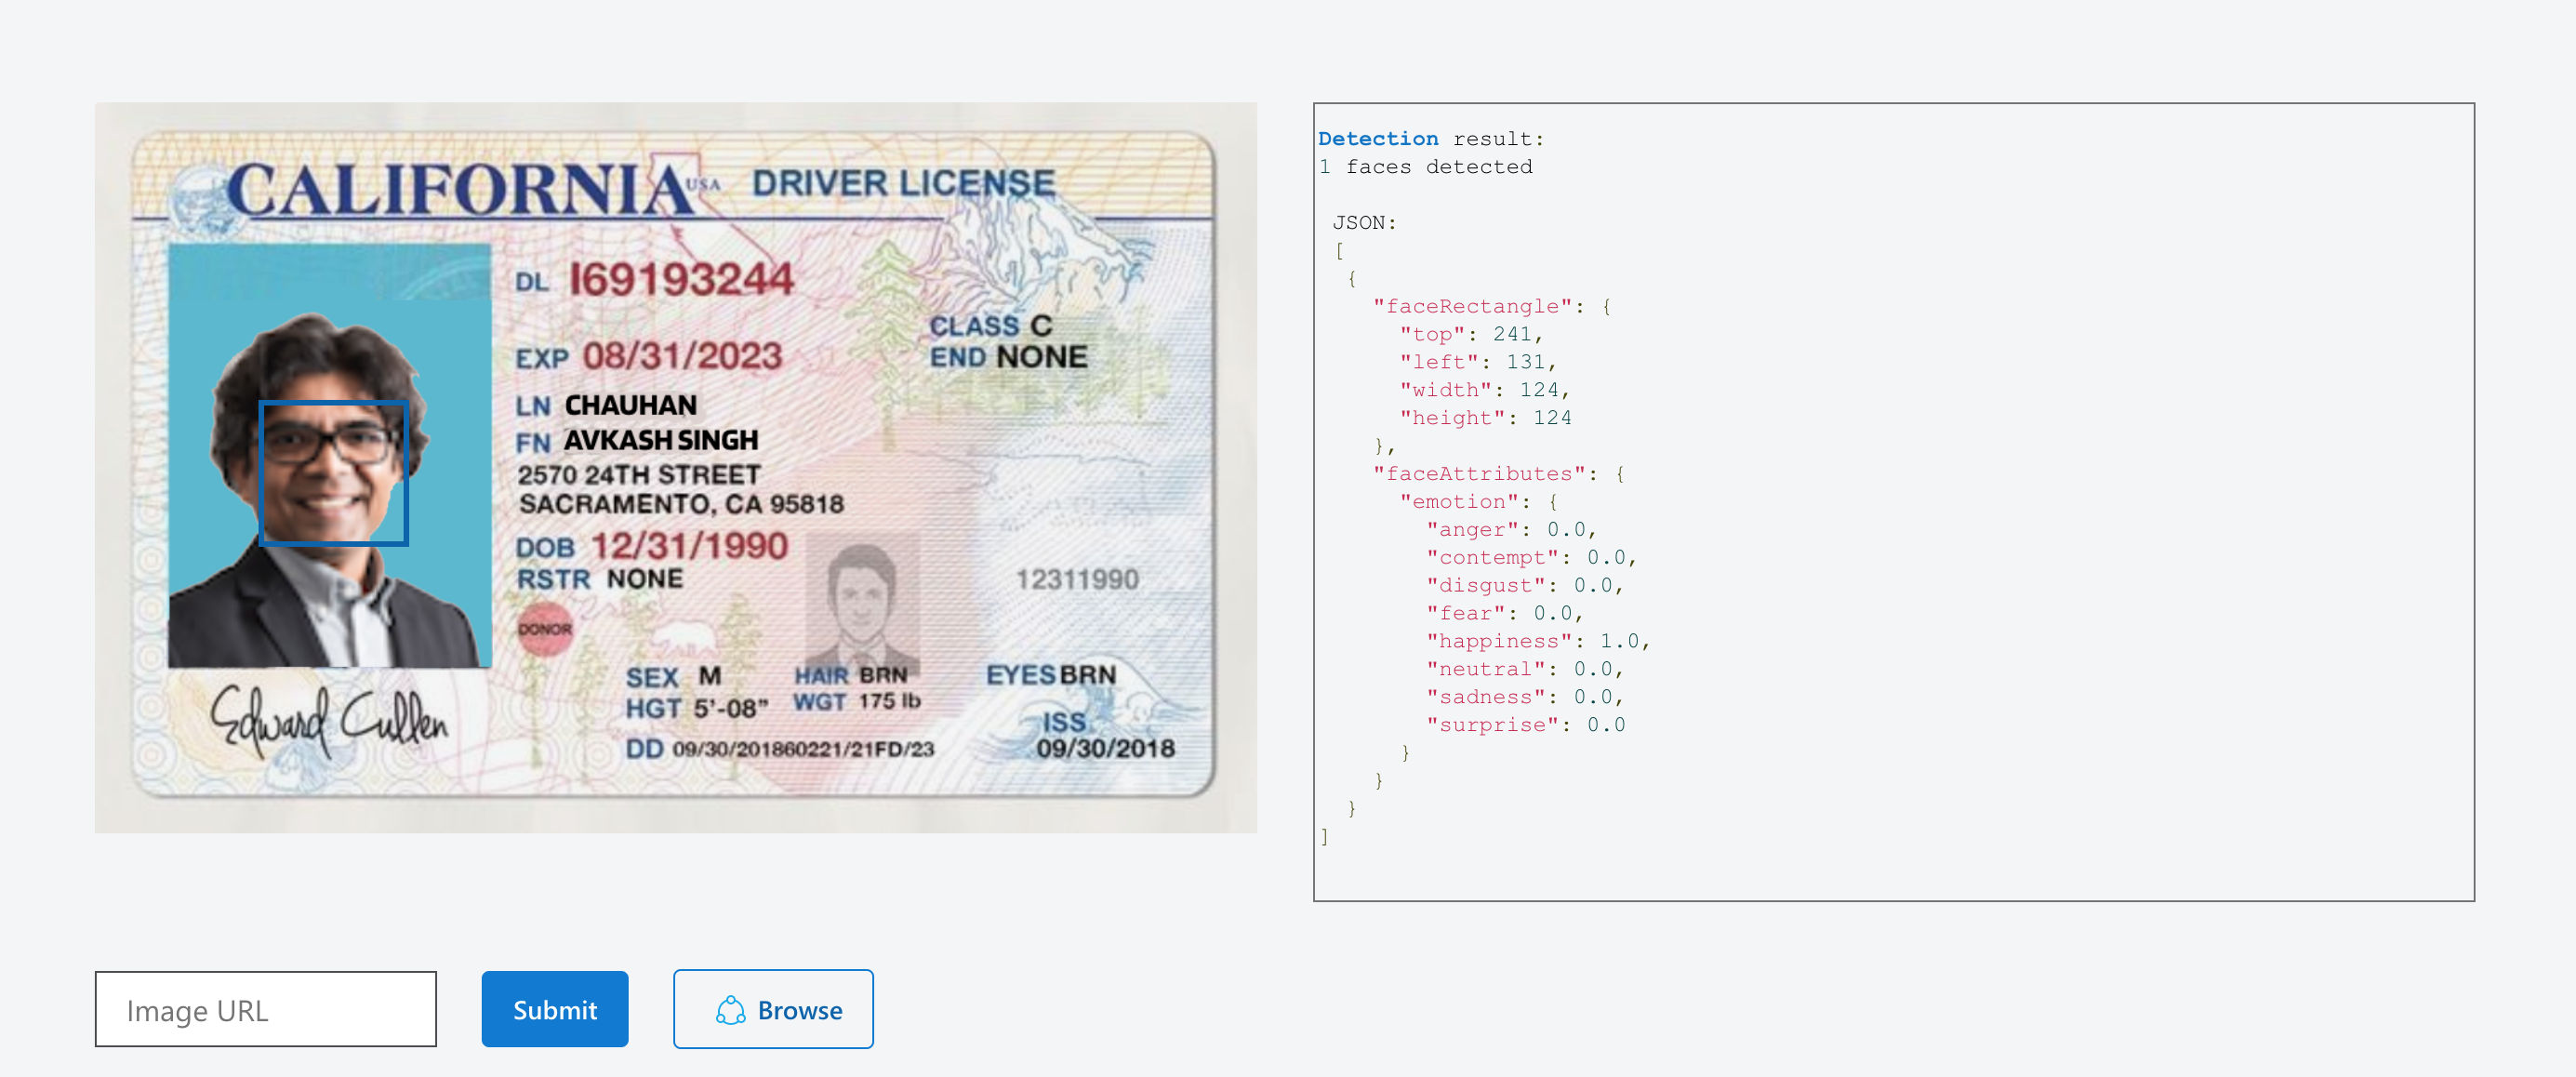 CALIFORNIA USA DRIVER LICENSE
DL I69193244
CLASS C
EXP 08/31/2023
END NONE
LN CHAUHAN
FN AVKASH SINGH
2570 24TH STREET
SACRAMENTO, CA 95818
DOB 12/31/1990
RSTR NONE
12311990
DONOR
SEX M HAIR BRN EYES BRN
HGT 5'-08" WGT 175 lb
ISS
DD 09/30/201860221/21FD/23 09/30/2018
Edward Cullen
Detection result:
1 faces detected
JSON:
[
{
"faceRectangle": {
"top": 241,
"left": 131,
"width": 124,
"height": 124
},
"faceAttributes": {
"emotion": {
"anger": 0.0,
"contempt": 0.0,
"disgust": 0.0,
"fear": 0.0,
"happiness": 1.0,
"neutral": 0.0,
"sadness": 0.0,
"surprise": 0.0
}
}
}
]
Image URL
Submit
Browse